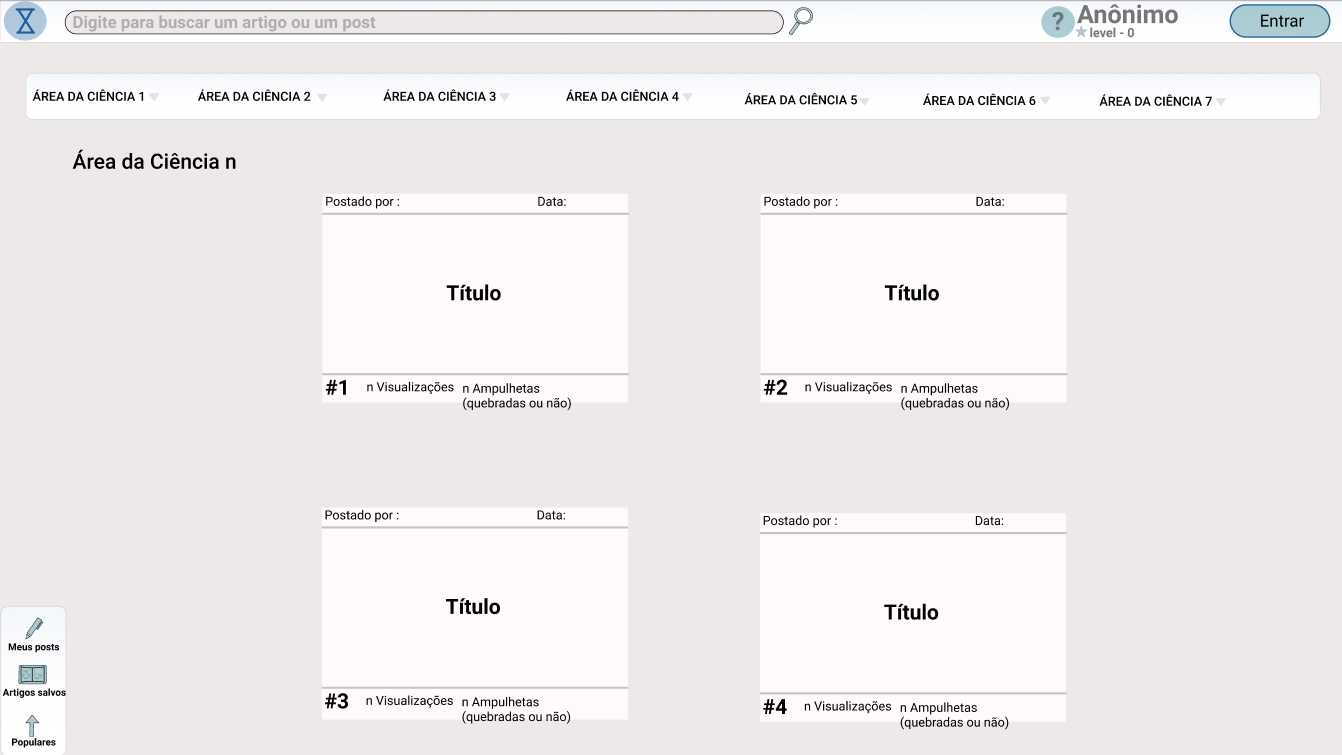 Digite para buscar um artigo ou um post
? Anônimo
level - 0
Entrar
ÁREA DA CIÊNCIA 1
ÁREA DA CIÊNCIA 2
ÁREA DA CIÊNCIA 3
ÁREA DA CIÊNCIA 4
ÁREA DA CIÊNCIA 5
ÁREA DA CIÊNCIA 6
ÁREA DA CIÊNCIA 7
Área da Ciência n
Postado por : Data:
Título
#1 n Visualizações n Ampulhetas
(quebradas ou não)
Postado por : Data:
Título
#2 n Visualizações n Ampulhetas
(quebradas ou não)
Postado por : Data:
Título
#3 n Visualizações n Ampulhetas
(quebradas ou não)
Postado por : Data:
Título
#4 n Visualizações n Ampulhetas
(quebradas ou não)
Meus posts
Artigos salvos
Populares